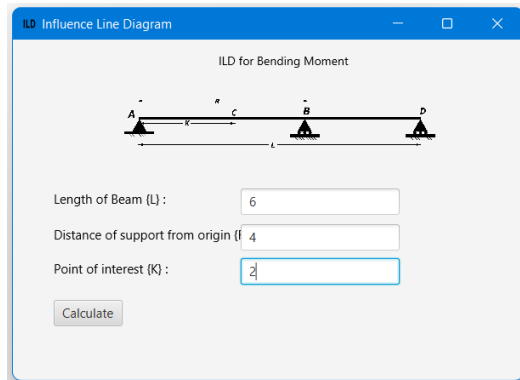 ILD Influence Line Diagram
ILD for Bending Moment
R
A C B D
K
L
Length of Beam {L} :
6
Distance of support from origin {F
4
Point of interest {K} :
2
Calculate